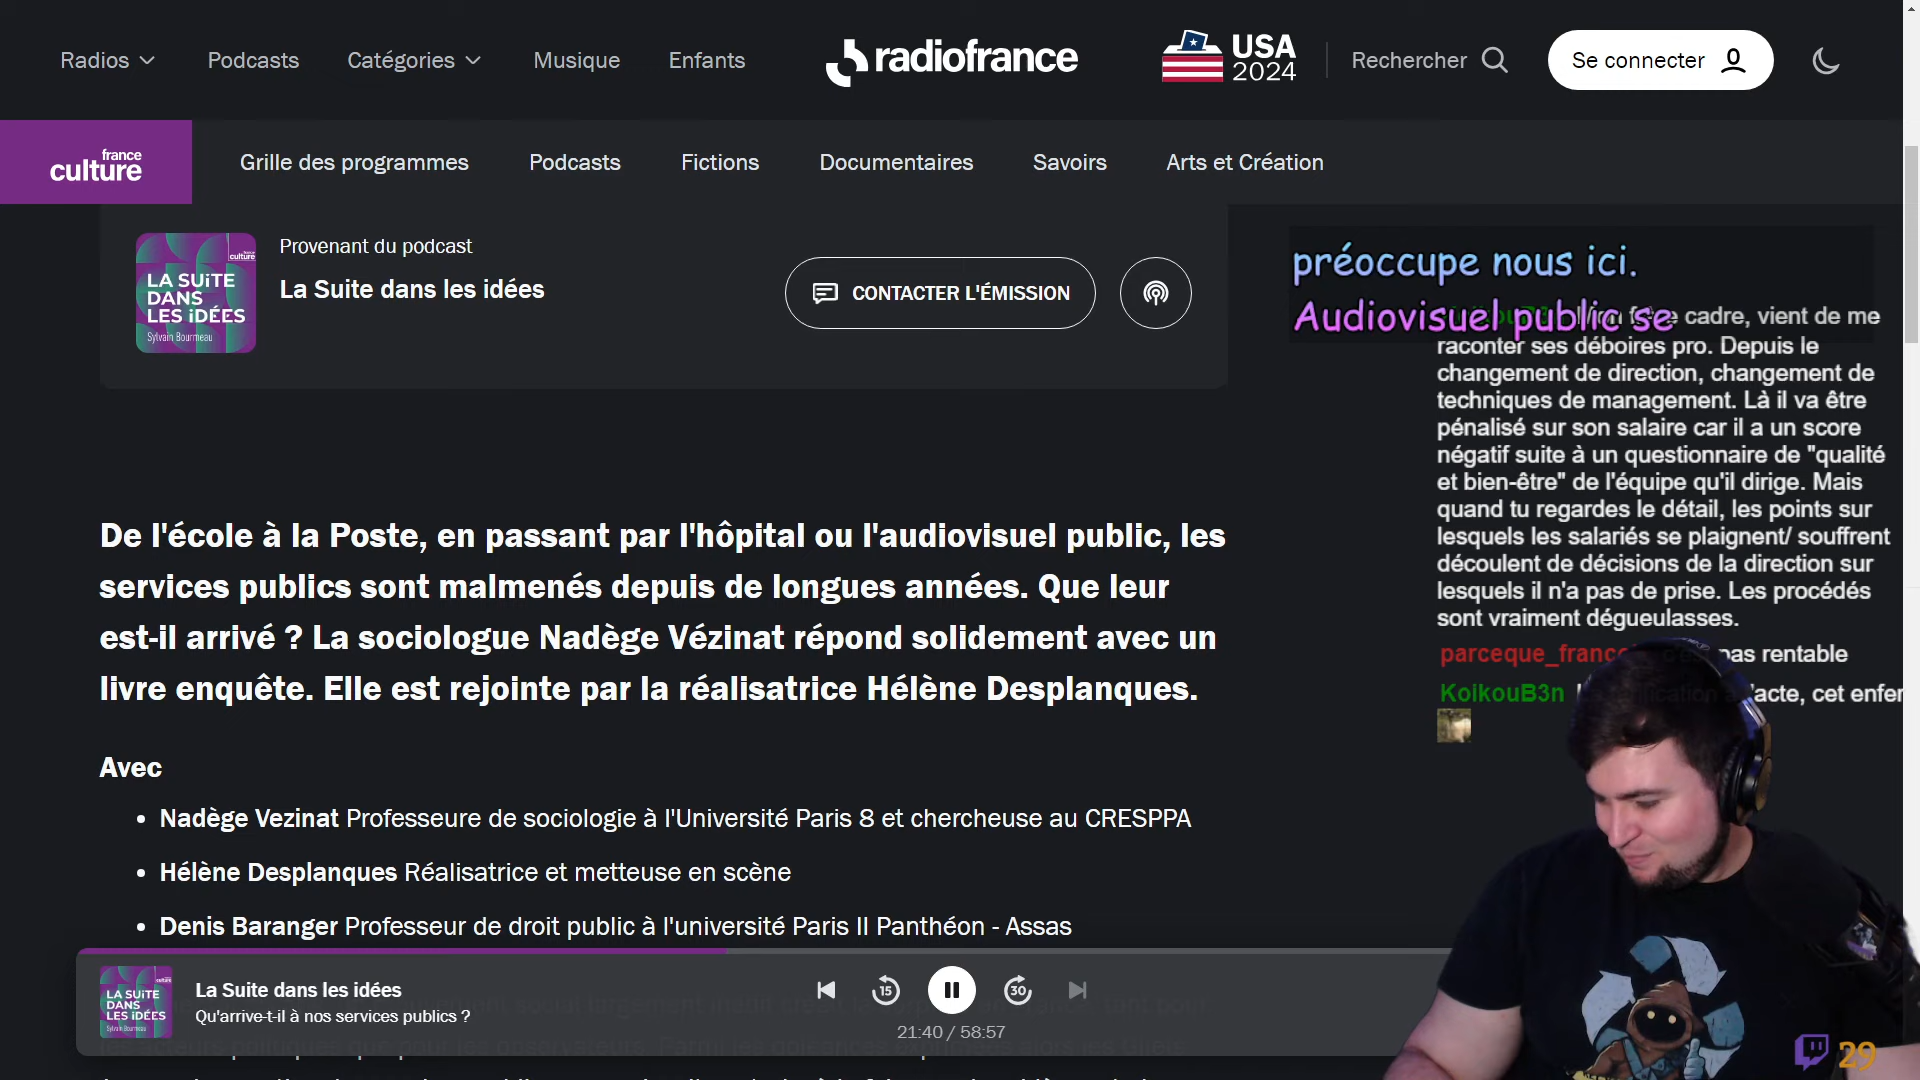 Radios
Podcasts
Catégories
Musique
Enfants
radiofrance
USA
2024
Rechercher
Se connecter
france
culture
Grille des programmes
Podcasts
Fictions
Documentaires
Savoirs
Arts et Création
culture
LA SUiTE
DANS
LES iDÉES
Sylvain Bourmeau
Provenant du podcast
La Suite dans les idées
CONTACTER L'ÉMISSION
préoccupe nous ici.
Audiovisuel public se
cadre, vient de me
raconter ses déboires pro. Depuis le
changement de direction, changement de
techniques de management. Là il va être
pénalisé sur son salaire car il a un score
négatif suite à un questionnaire de "qualité
et bien-être" de l'équipe qu'il dirige. Mais
quand tu regardes le détail, les points sur
lesquels les salariés se plaignent/ souffrent
découlent de décisions de la direction sur
lesquels il n'a pas de prise. Les procédés
sont vraiment dégueulasses.
pas rentable
KoikouB3n cet enfer
De l'école à la Poste, en passant par l'hôpital ou l'audiovisuel public, les
services publics sont malmenés depuis de longues années. Que leur
est-il arrivé ? La sociologue Nadège Vézinat répond solidement avec un
livre enquête. Elle est rejointe par la réalisatrice Hélène Desplanques.
Avec
• Nadège Vezinat Professeure de sociologie à l'Université Paris 8 et chercheuse au CRESPPA
• Hélène Desplanques Réalisatrice et metteuse en scène
• Denis Baranger Professeur de droit public à l'université Paris II Panthéon - Assas
LA SUiTE
DANS
LES iDÉES
Sylvain Bourmeau
La Suite dans les idées
Qu'arrive-t-il à nos services publics ?
15
30
21:40 / 58:57
29